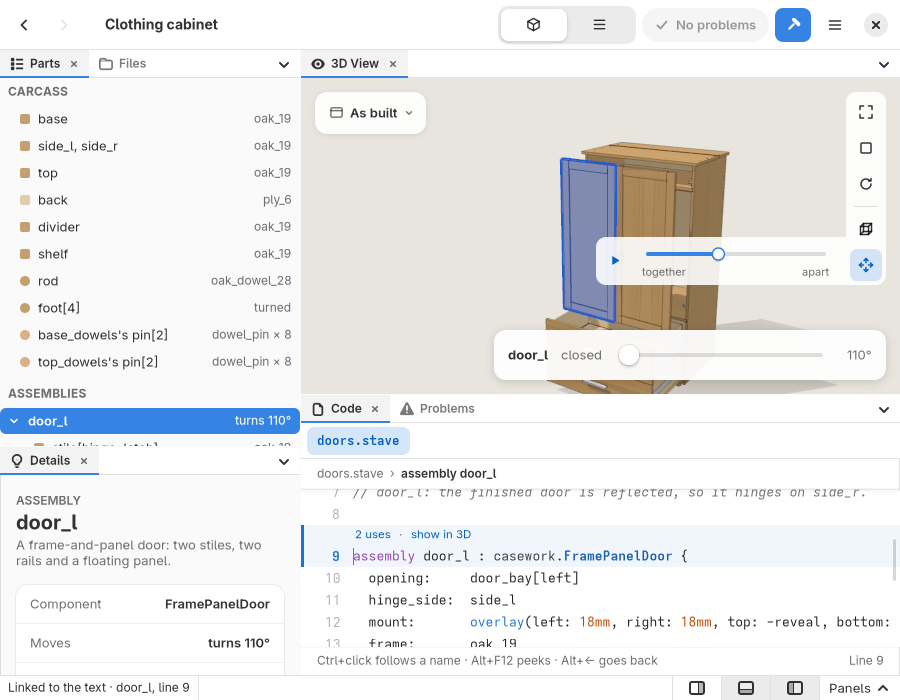 Clothing cabinet
No problems
Parts
Files
CARCASS
base oak_19
side_l, side_r oak_19
top oak_19
back ply_6
divider oak_19
shelf oak_19
rod oak_dowel_28
foot[4] turned
base_dowels's pin[2] dowel_pin × 8
top_dowels's pin[2] dowel_pin × 8
ASSEMBLIES
door_l turns 110°
Details
ASSEMBLY
door_l
A frame-and-panel door: two stiles, two
rails and a floating panel.
Component FramePanelDoor
Moves turns 110°
3D View
As built
together apart
door_l closed 110°
Code
Problems
doors.stave
doors.stave › assembly door_l
7 // door_l: the finished door is reflected, so it hinges on side_r.
8
2 uses · show in 3D
9 assembly door_l : casework.FramePanelDoor {
10 opening: door_bay[left]
11 hinge_side: side_l
12 mount: overlay(left: 18mm, right: 18mm, top: -reveal, bottom:
13 frame: oak_19
Ctrl+click follows a name · Alt+F12 peeks · Alt+← goes back
Line 9
Linked to the text · door_l, line 9
Panels